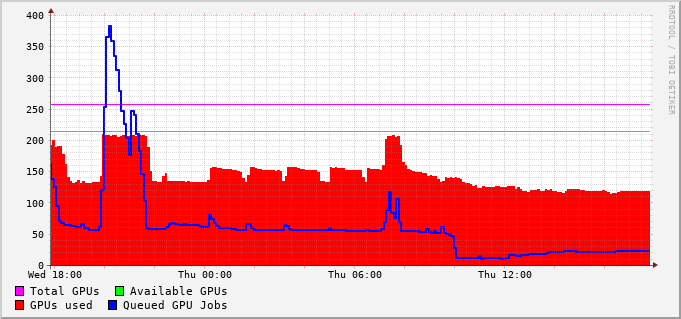 400
350
300
250
200
150
100
50
0
Wed 18:00 Thu 00:00 Thu 06:00 Thu 12:00
Total GPUs Available GPUs
GPUs used Queued GPU Jobs
RRDTOOL / TOBI OETIKER